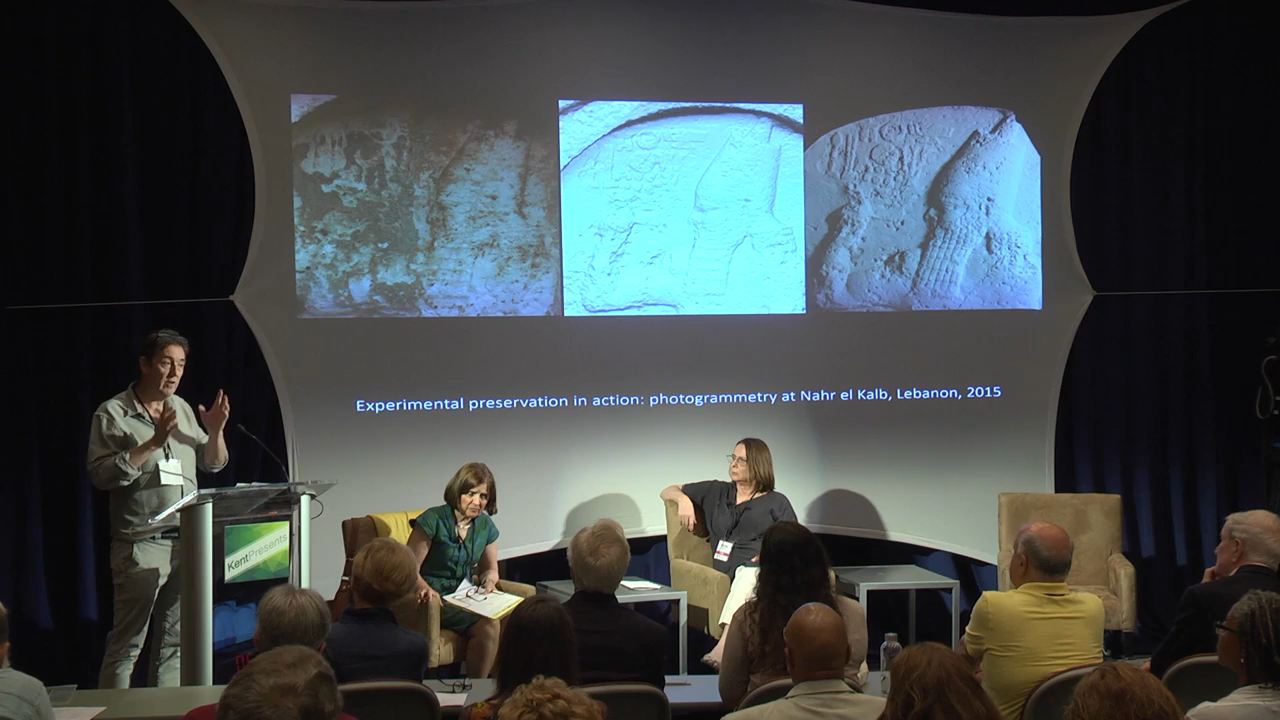 Experimental preservation in action: photogrammetry at Nahr el Kalb, Lebanon, 2015
KentPresents